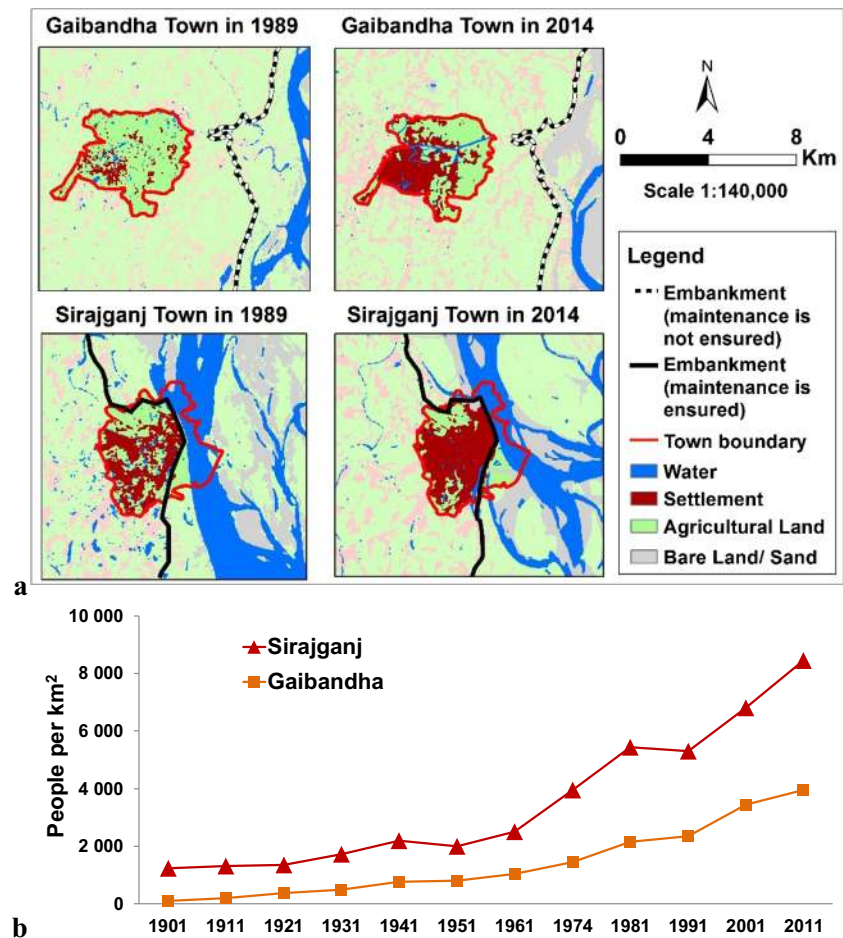 Gaibandha Town in 1989
Gaibandha Town in 2014
N
0 4 8
Km
Scale 1:140,000
Sirajganj Town in 1989
Sirajganj Town in 2014
Legend
Embankment
(maintenance is
not ensured)
Embankment
(maintenance is
ensured)
Town boundary
Water
Settlement
Agricultural Land
Bare Land/ Sand
a
10 000
8 000
6 000
4 000
2 000
0
People per km²
Sirajganj
Gaibandha
1901 1911 1921 1931 1941 1951 1961 1974 1981 1991 2001 2011
b